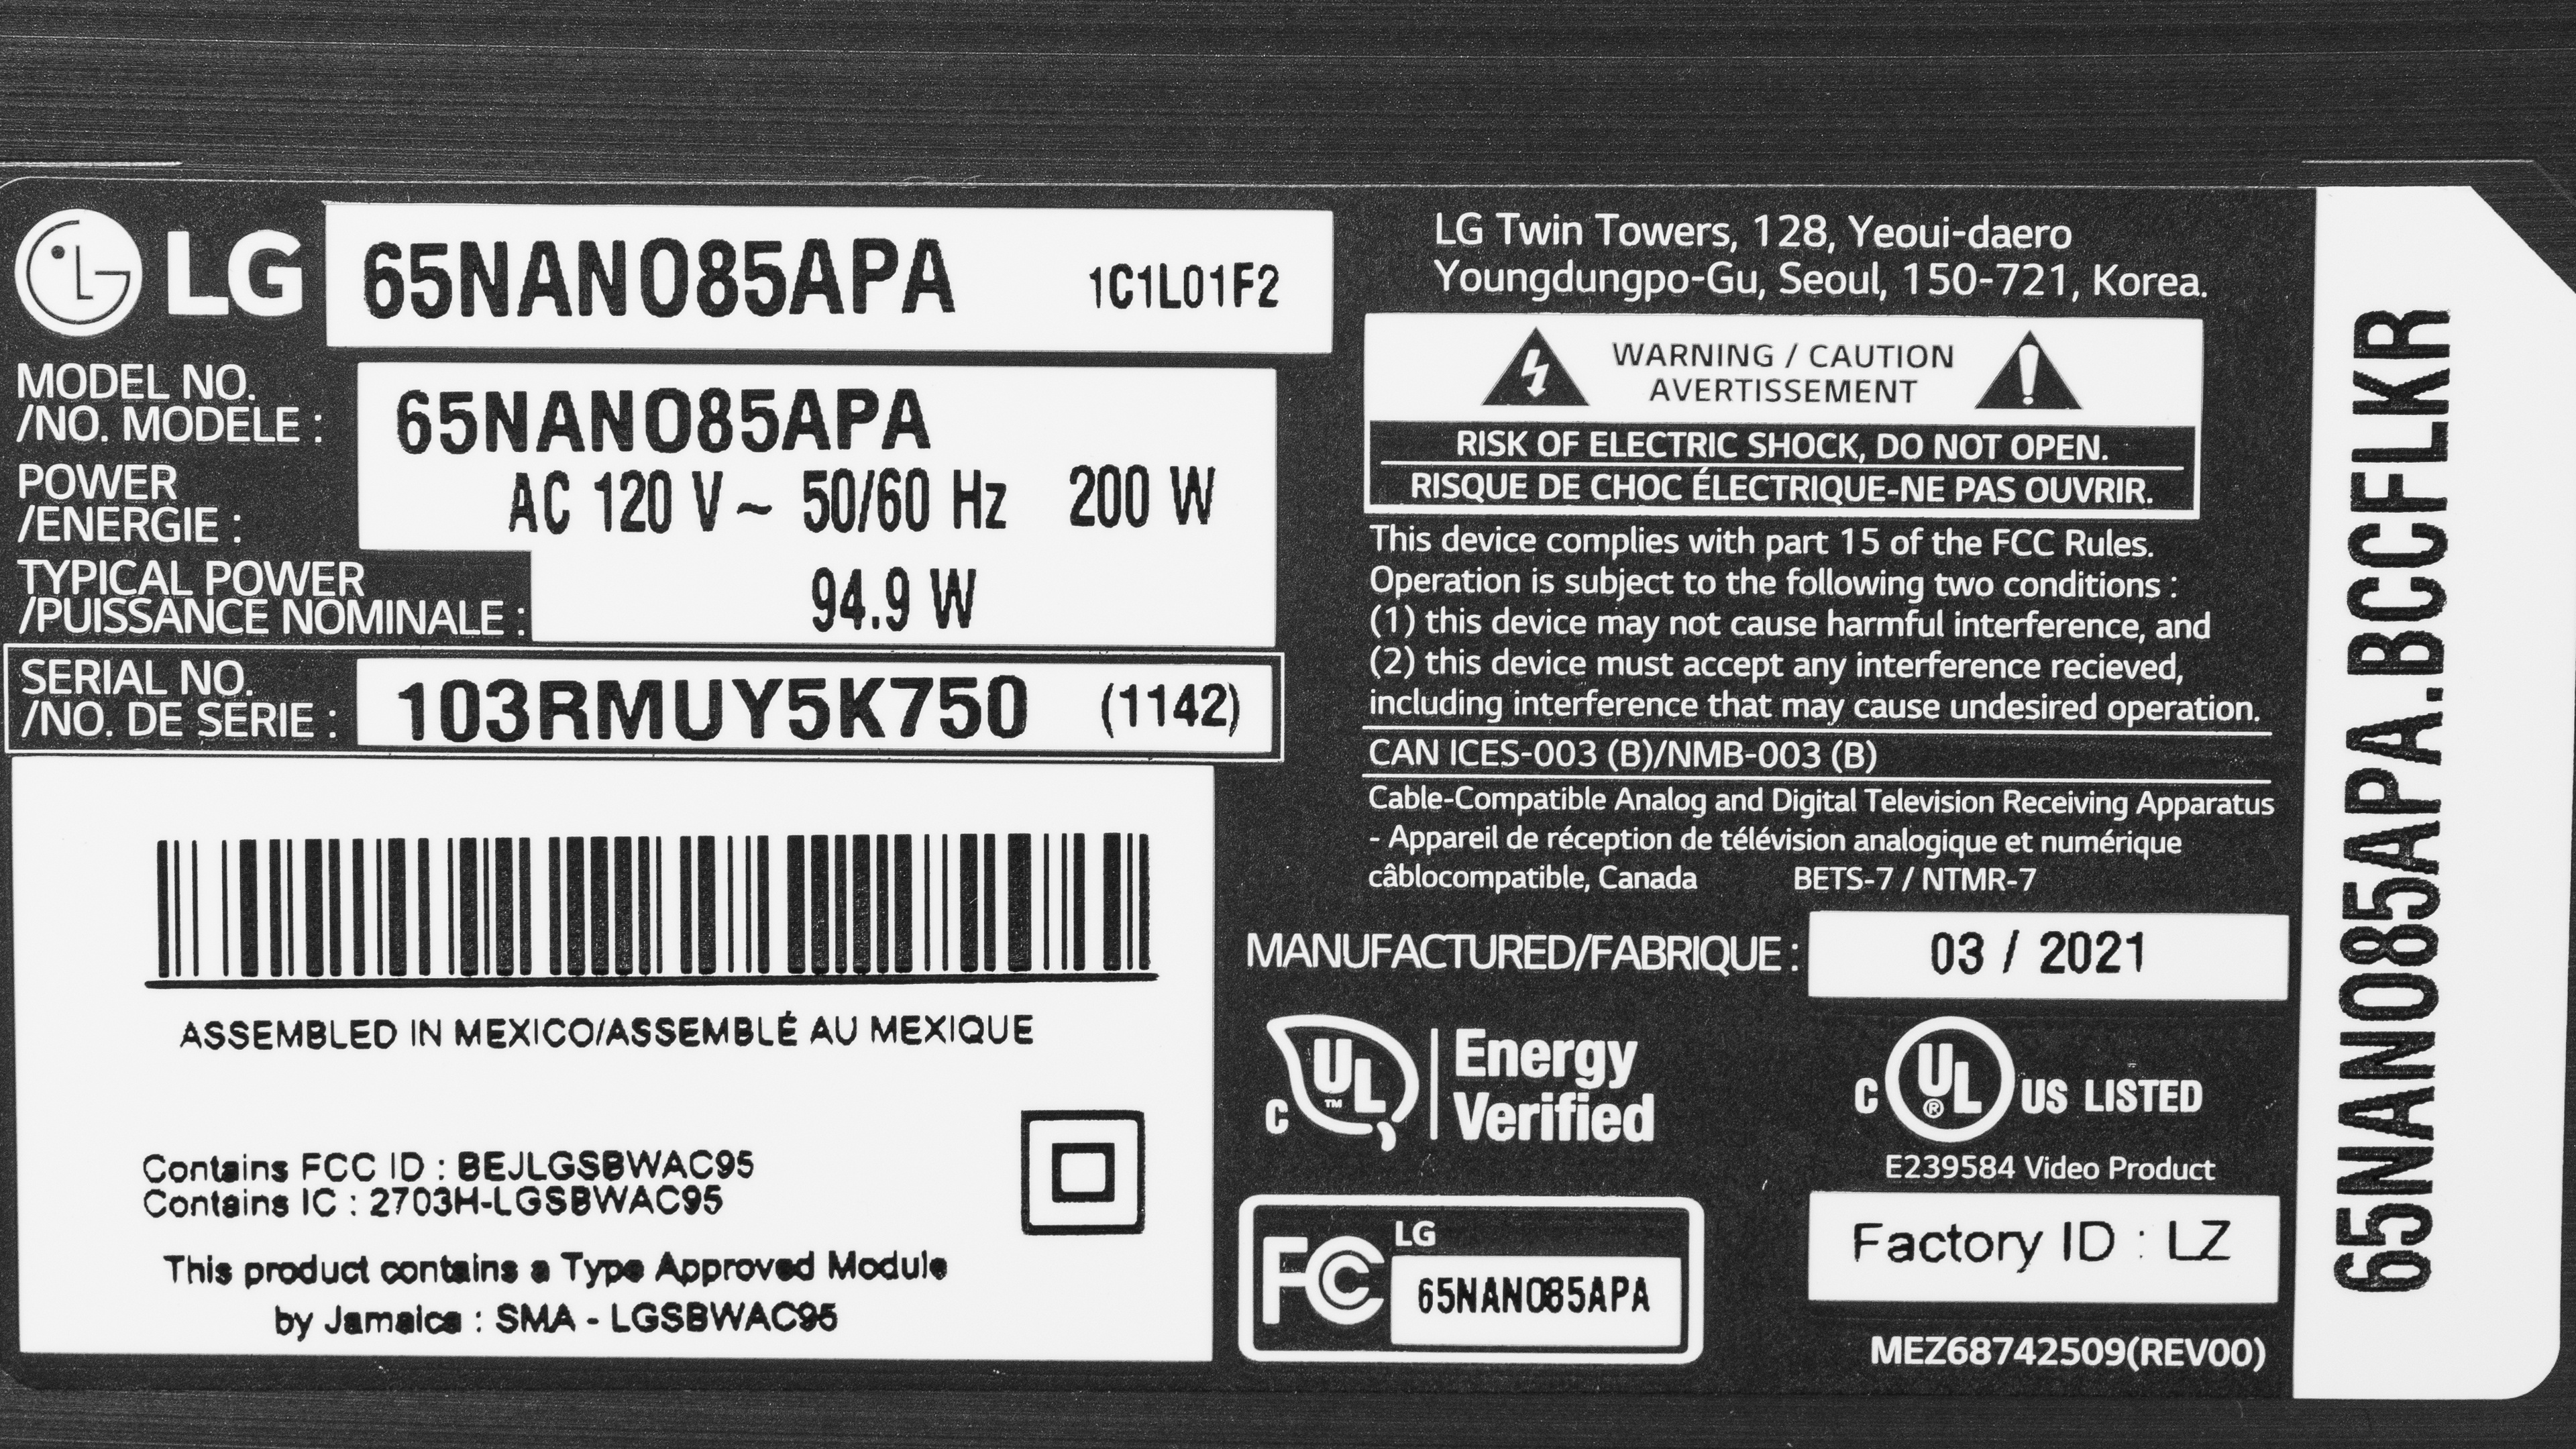 LG 65NANO85APA 1C1L01F2
MODEL NO.
/NO. MODÈLE : 65NANO85APA
POWER
/ENERGIE : AC 120 V ~ 50/60 Hz 200 W
TYPICAL POWER
/PUISSANCE NOMINALE : 94.9 W
SERIAL NO.
/NO. DE SÉRIE : 103RMUY5K750 (1142)
ASSEMBLED IN MEXICO/ASSEMBLÉ AU MEXIQUE
Contains FCC ID : BEJLGSBWAC95
Contains IC : 2703H-LGSBWAC95
This product contains a Type Approved Module
by Jamaica : SMA - LGSBWAC95
LG Twin Towers, 128, Yeoui-daero
Youngdungpo-Gu, Seoul, 150-721, Korea.
WARNING / CAUTION
AVERTISSEMENT
RISK OF ELECTRIC SHOCK, DO NOT OPEN.
RISQUE DE CHOC ÉLECTRIQUE-NE PAS OUVRIR.
This device complies with part 15 of the FCC Rules.
Operation is subject to the following two conditions :
(1) this device may not cause harmful interference, and
(2) this device must accept any interference recieved,
including interference that may cause undesired operation.
CAN ICES-003 (B)/NMB-003 (B)
Cable-Compatible Analog and Digital Television Receiving Apparatus
- Appareil de réception de télévision analogique et numérique
câblocompatible, Canada BETS-7 / NTMR-7
MANUFACTURED/FABRIQUE : 03 / 2021
C UL ™ Energy
Verified
C UL ® US LISTED
E239584 Video Product
FC LG
65NANO85APA
Factory ID : LZ
MEZ68742509(REV00)
65NANO85APA.BCCFLKR